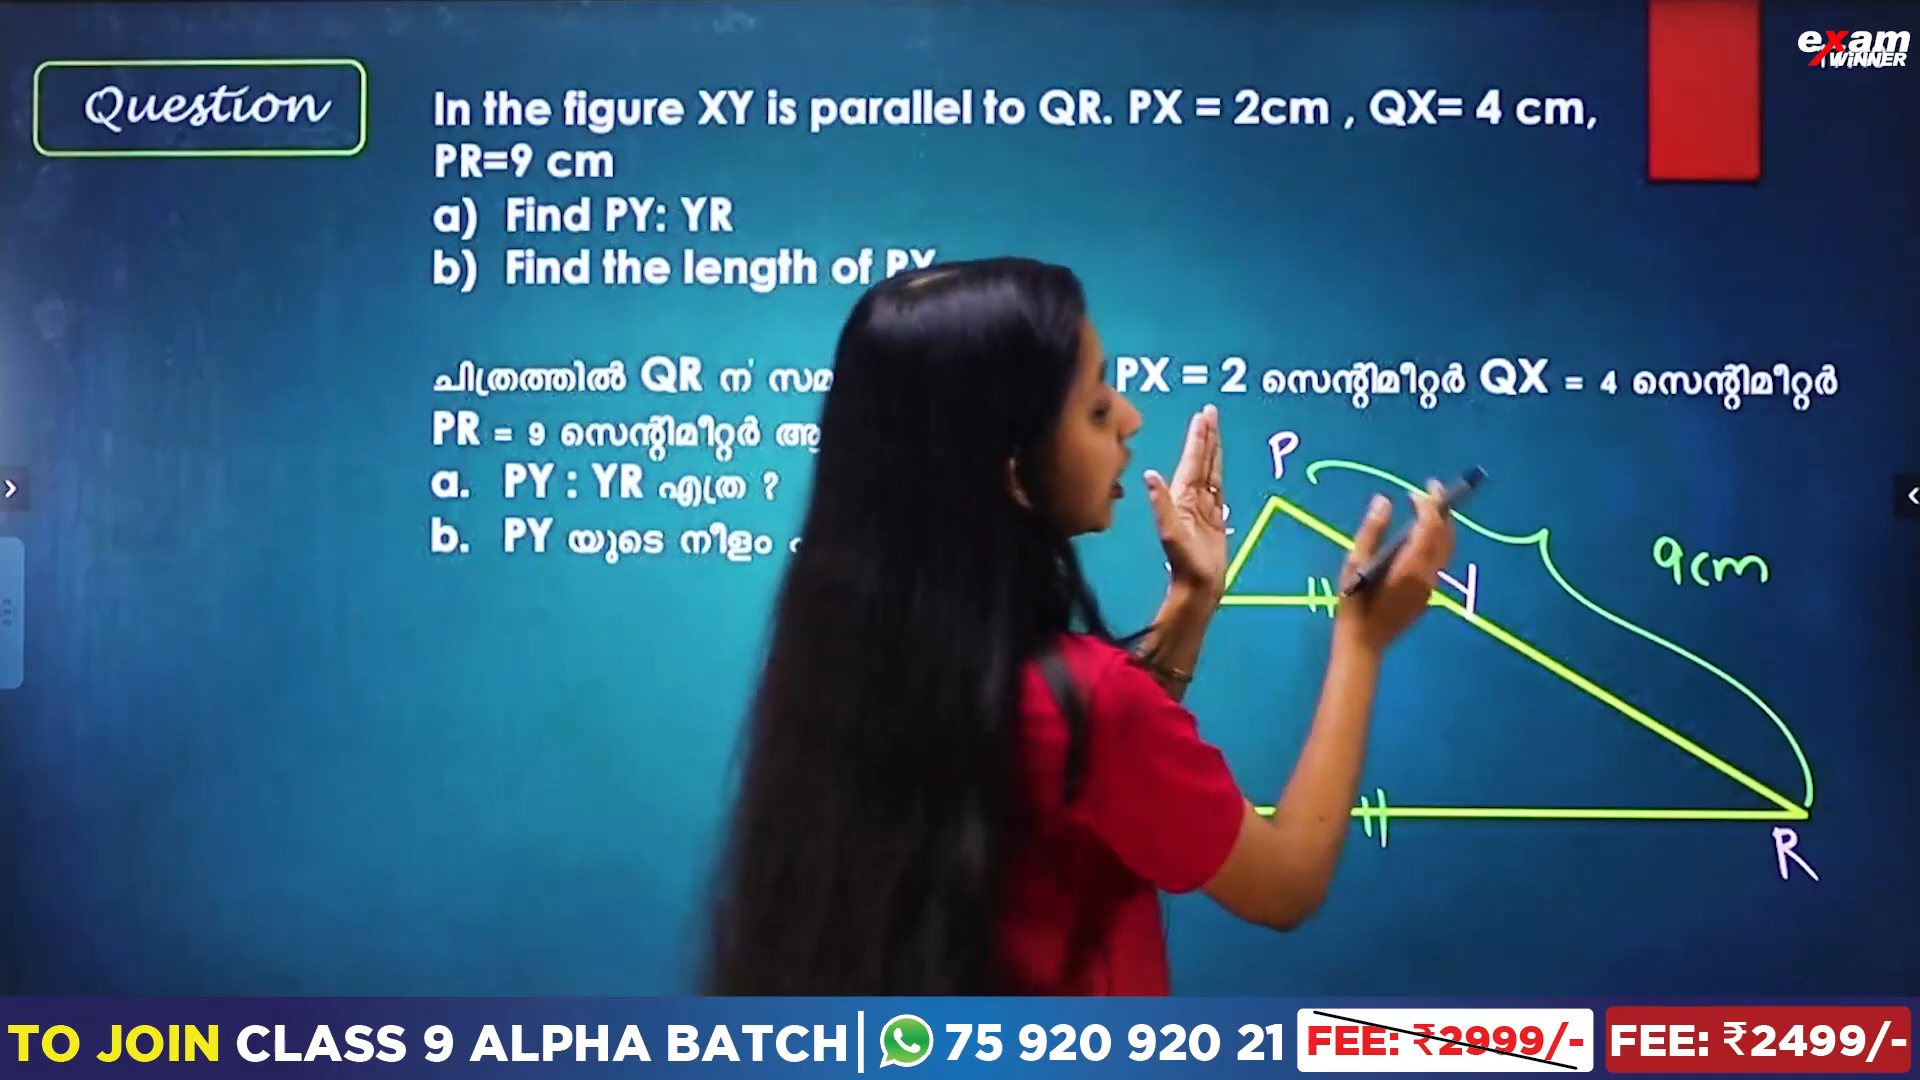 exam
WINNER
Question
In the figure XY is parallel to QR. PX = 2cm , QX= 4 cm,
PR=9 cm
a) Find PY: YR
b) Find the length of PY
ചിത്രത്തിൽ QR ന് PX = 2 സെന്റിമീറ്റർ QX = 4 സെന്റിമീറ്റർ
PR = 9 സെന്റിമീറ്റർ
a. PY : YR എത്ര ?
b. PY യുടെ നീളം
P
9cm
Y
R
TO JOIN CLASS 9 ALPHA BATCH 75 920 920 21 FEE: ₹2999/- FEE: ₹2499/-